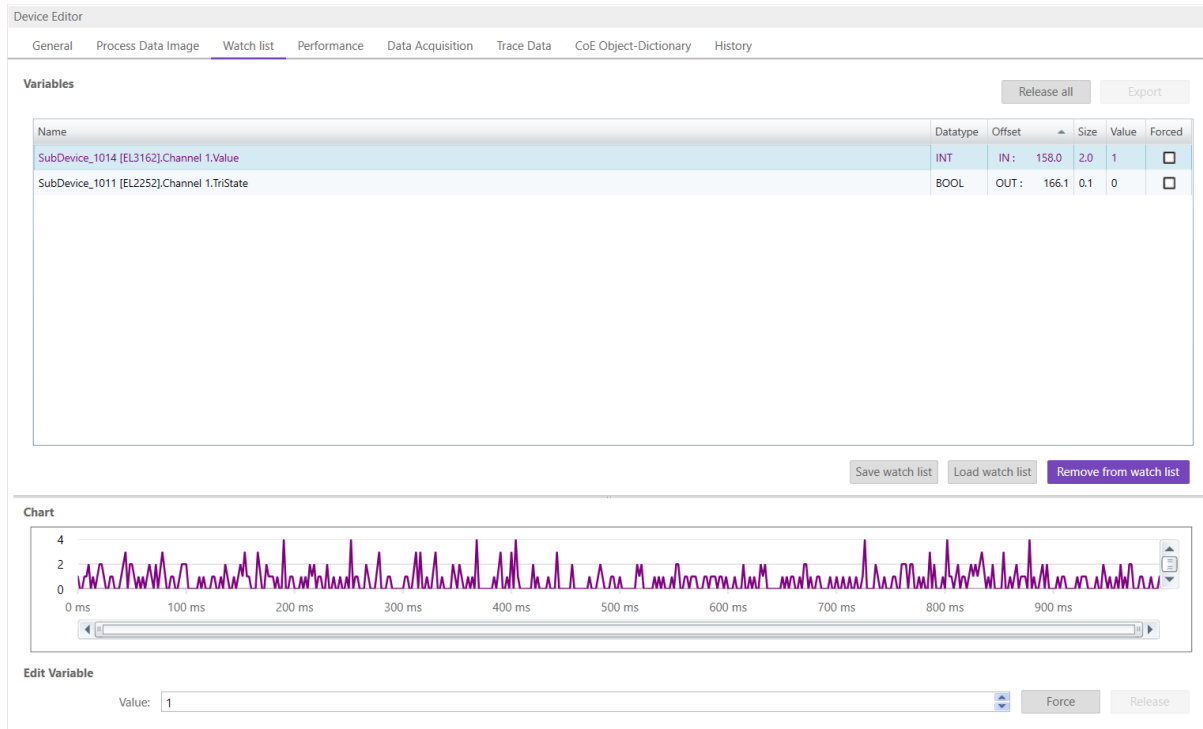 Device Editor
General Process Data Image Watch list Performance Data Acquisition Trace Data CoE Object-Dictionary History
Variables
Release all Export
Name Datatype Offset Size Value Forced
SubDevice_1014 [EL3162].Channel 1.Value INT IN : 158.0 2.0 1
SubDevice_1011 [EL2252].Channel 1.TriState BOOL OUT : 166.1 0.1 0
Save watch list Load watch list Remove from watch list
Chart
4
2
0
0 ms 100 ms 200 ms 300 ms 400 ms 500 ms 600 ms 700 ms 800 ms 900 ms
Edit Variable
Value: 1 Force Release